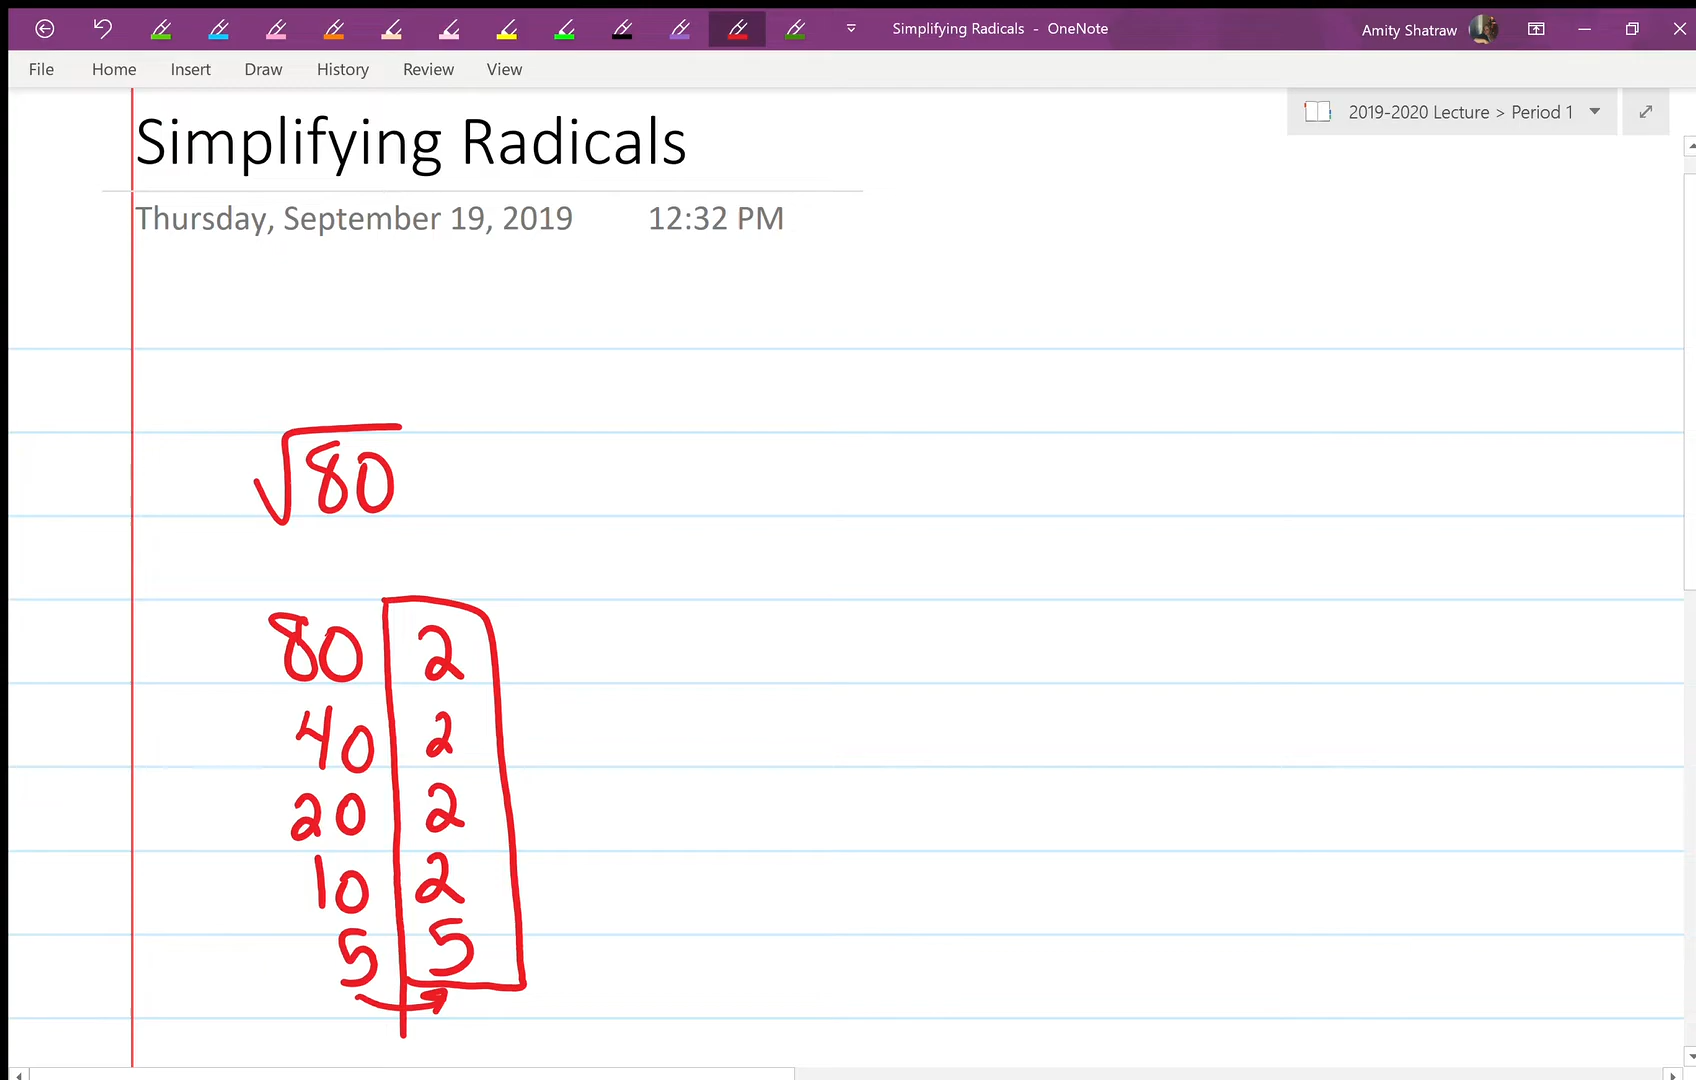 Simplifying Radicals - OneNote
Amity Shatraw
File Home Insert Draw History Review View
2019-2020 Lecture > Period 1
Simplifying Radicals
Thursday, September 19, 2019 12:32 PM
√80
80 2
40 2
20 2
10 2
5 5